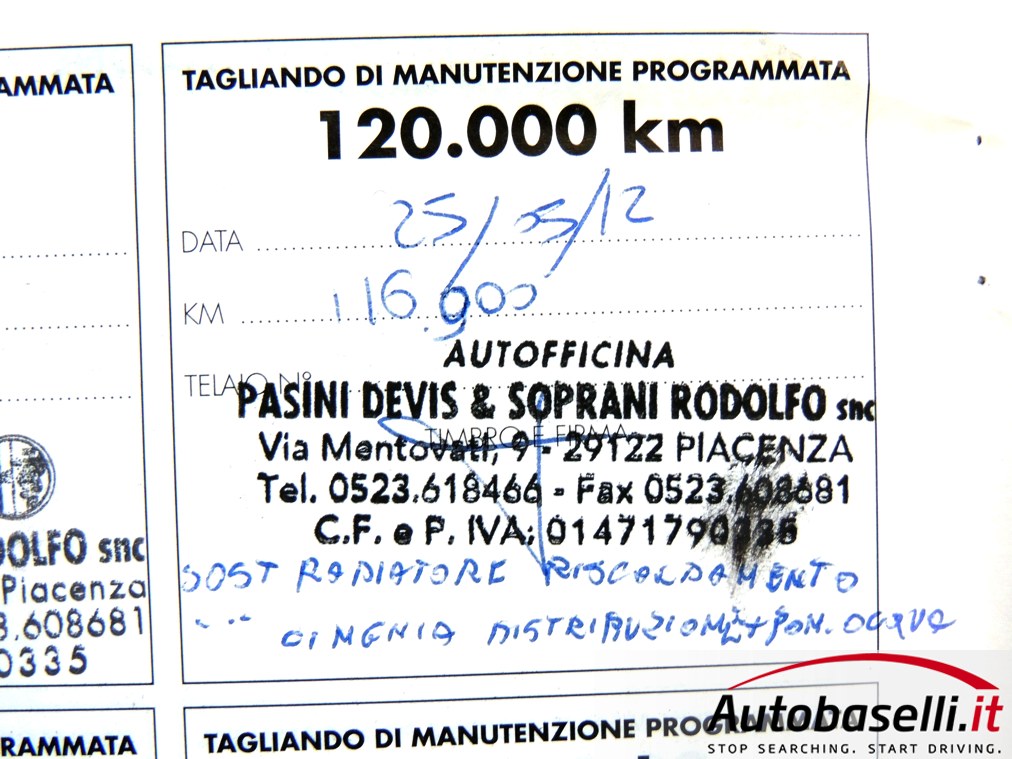 AMMATA
TAGLIANDO DI MANUTENZIONE PROGRAMMATA
120.000 km
DATA 25/05/12
KM 116.900
TELAIO N°
AUTOFFICINA
PASINI DEVIS & SOPRANI RODOLFO snc
TIMBRO E FIRMA
Via Mentovati, 9 - 29122 PIACENZA
Tel. 0523.618466 - Fax 0523.608681
C.F. e P. IVA: 01471790335
SOST RADIATORE RISCALDAMENTO
" " CINGHIA DISTRIBUZIONE + POM. ACQUA
DOLFO snc
Piacenza
3.608681
0335
RAMMATA
TAGLIANDO DI MANUTENZIONE PROGRAMMATA
Autobaselli.it
STOP SEARCHING. START DRIVING.